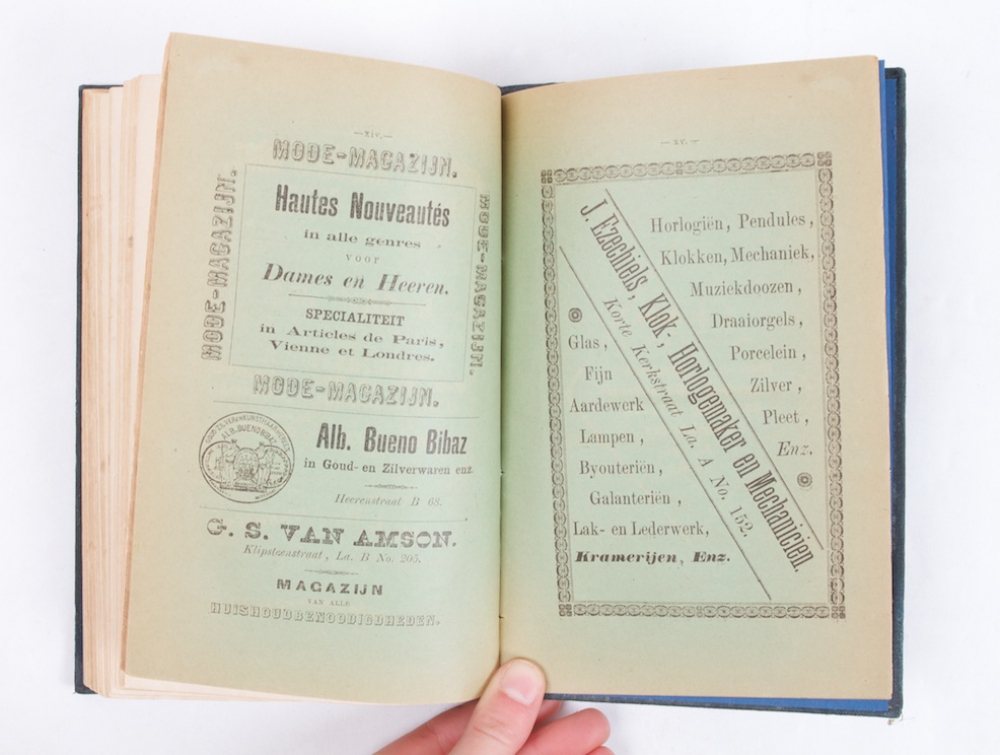 —xiv.—
MODE-MAGAZIJN.
MODE-MAGAZIJN.
MODE-MAGAZIJN.
Hautes Nouveautés
in alle genres
VOOR
Dames en Heeren.
SPECIALITEIT
in Articles de Paris,
Vienne et Londres.
MODE-MAGAZIJN.
ALB. BUENO BIBAZ
Alb. Bueno Bibaz
in Goud- en Zilverwaren enz.
Heerenstraat B 68.
G. S. VAN AMSON.
Klipsteenstraat, La. B No. 205.
MAGAZIJN
VAN ALLE
HUISHOUDBENOODIGDHEDEN.
— xv. —
Horlogiën, Pendules,
Klokken, Mechaniek,
Muziekdoozen,
Draaiorgels,
Porcelein,
Zilver,
Pleet,
Enz.
J. Ezechiels, Klok-, Horlogemaker en Mechanicien.
Korte Kerkstraat La. A No. 152.
Glas,
Fijn
Aardewerk
Lampen,
Byouteriën,
Galanteriën,
Lak- en Lederwerk,
Kramerijen, Enz.